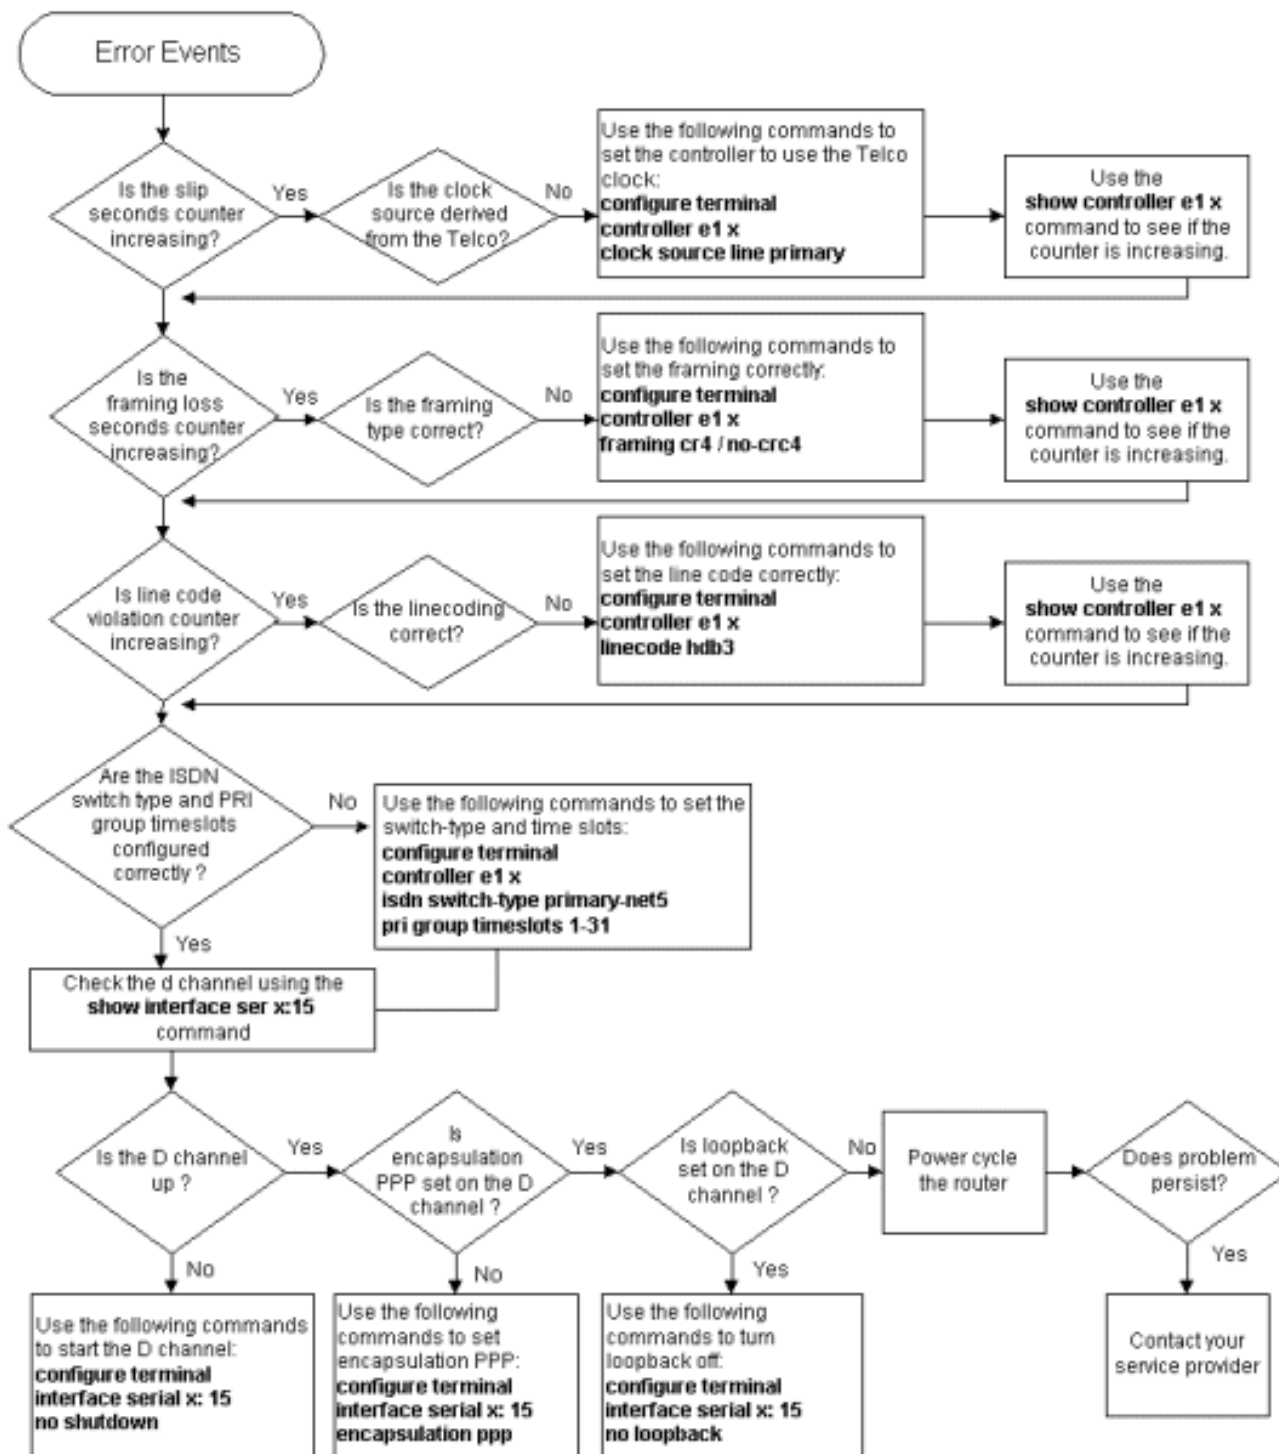 Error Events
Is the slip
seconds counter
increasing?
Yes
Is the clock
source derived
from the Telco?
No
Use the following commands to
set the controller to use the Telco
clock:
configure terminal
controller e1 x
clock source line primary
Use the
show controller e1 x
command to see if the
counter is increasing.
Is the
framing loss
seconds counter
increasing?
Yes
Is the framing
type correct?
No
Use the following commands to
set the framing correctly:
configure terminal
controller e1 x
framing cr4 / no-crc4
Use the
show controller e1 x
command to see if the
counter is increasing.
Is line code
violation counter
increasing?
Yes
Is the linecoding
correct?
No
Use the following commands to
set the line code correctly:
configure terminal
controller e1 x
linecode hdb3
Use the
show controller e1 x
command to see if the
counter is increasing.
Are the ISDN
switch type and PRI
group timeslots
configured
correctly ?
No
Use the following commands to set the
switch-type and time slots:
configure terminal
controller e1 x
isdn switch-type primary-net5
pri group timeslots 1-31
Yes
Check the d channel using the
show interface ser x:15
command
Is the D channel
up ?
Yes
Is
encapsulation
PPP set on the D
channel ?
Yes
Is loopback
set on the D
channel ?
No
Power cycle
the router
Does problem
persist?
No
Use the following commands
to start the D channel:
configure terminal
interface serial x: 15
no shutdown
No
Use the following
commands to set
encapsulation PPP:
configure terminal
interface serial x: 15
encapsulation ppp
Yes
Use the following
commands to turn
loopback off:
configure terminal
interface serial x: 15
no loopback
Yes
Contact your
service provider